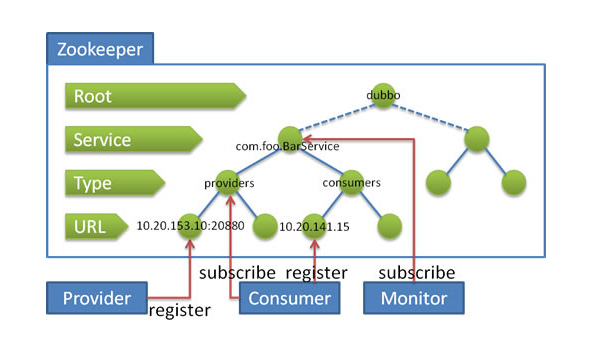 Zookeeper
Root
dubbo
Service
com.foo.BarService
Type
providers
consumers
URL
10.20.153.10:20880
10.20.141.15
subscribe
register
subscribe
Provider
register
Consumer
Monitor